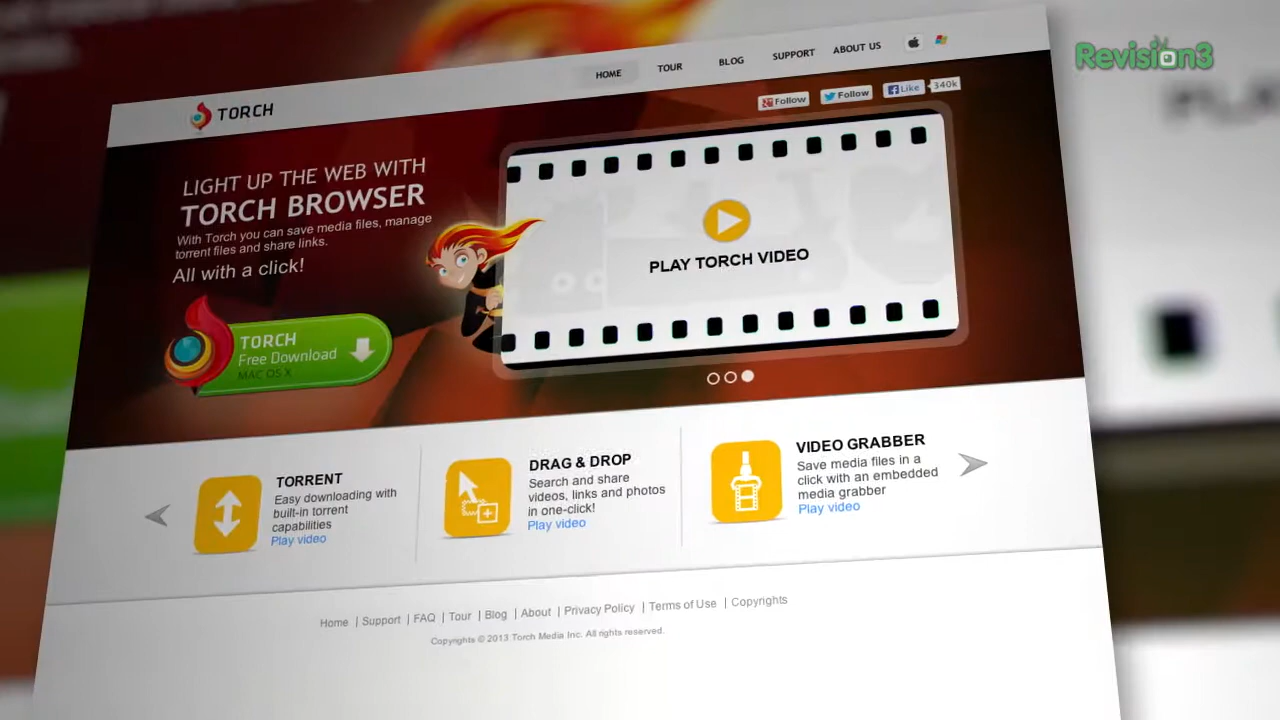 Revision3
TORCH
HOME
TOUR
BLOG
SUPPORT
ABOUT US
Follow
Follow
Like
340k
LIGHT UP THE WEB WITH
TORCH BROWSER
With Torch you can save media files, manage
torrent files and share links.
All with a click!
TORCH
Free Download
MAC OS X
PLAY TORCH VIDEO
TORRENT
Easy downloading with
built-in torrent
capabilities
Play video
DRAG & DROP
Search and share
videos, links and photos
in one-click!
Play video
VIDEO GRABBER
Save media files in a
click with an embedded
media grabber
Play video
Home | Support | FAQ | Tour | Blog | About | Privacy Policy | Terms of Use | Copyrights
Copyrights © 2013 Torch Media Inc. All rights reserved.